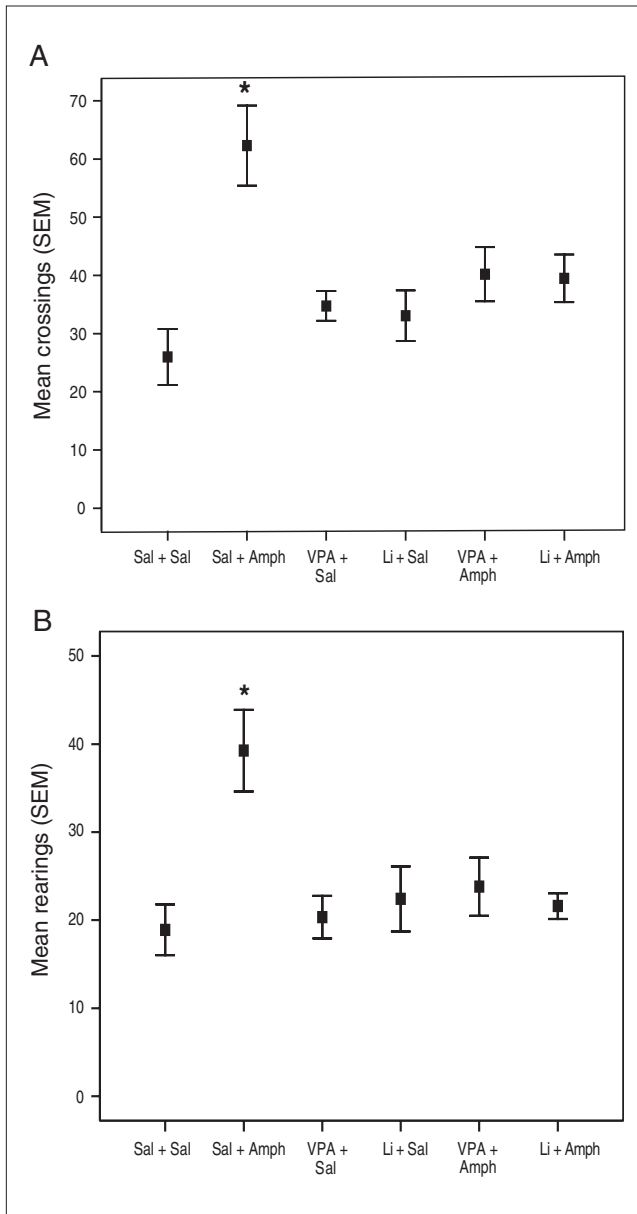 A
*
70
60
50
40
30
20
10
0
Mean crossings (SEM)
Sal + Sal
Sal + Amph
VPA +
Sal
Li + Sal
VPA +
Amph
Li + Amph
B
*
50
40
30
20
10
0
Mean rearings (SEM)
Sal + Sal
Sal + Amph
VPA +
Sal
Li + Sal
VPA +
Amph
Li + Amph